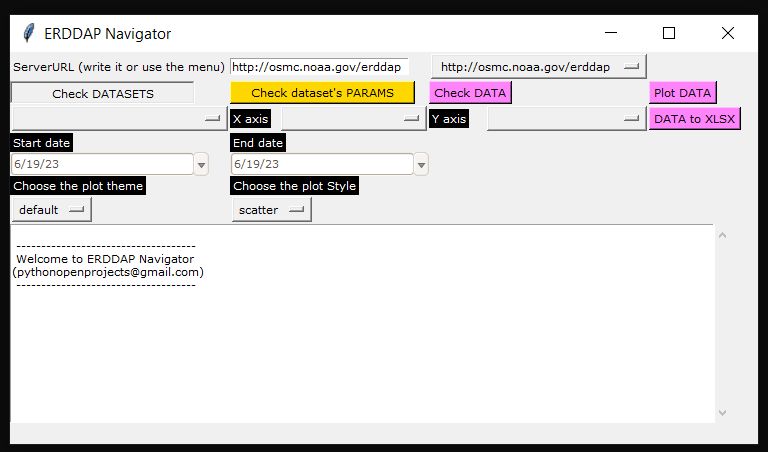 ERDDAP Navigator
ServerURL (write it or use the menu) http://osmc.noaa.gov/erddap http://osmc.noaa.gov/erddap
Check DATASETS Check dataset's PARAMS Check DATA Plot DATA
X axis Y axis DATA to XLSX
Start date End date
6/19/23 6/19/23
Choose the plot theme Choose the plot Style
default scatter
------------------------------------
Welcome to ERDDAP Navigator
(pythonopenprojects@gmail.com)
------------------------------------